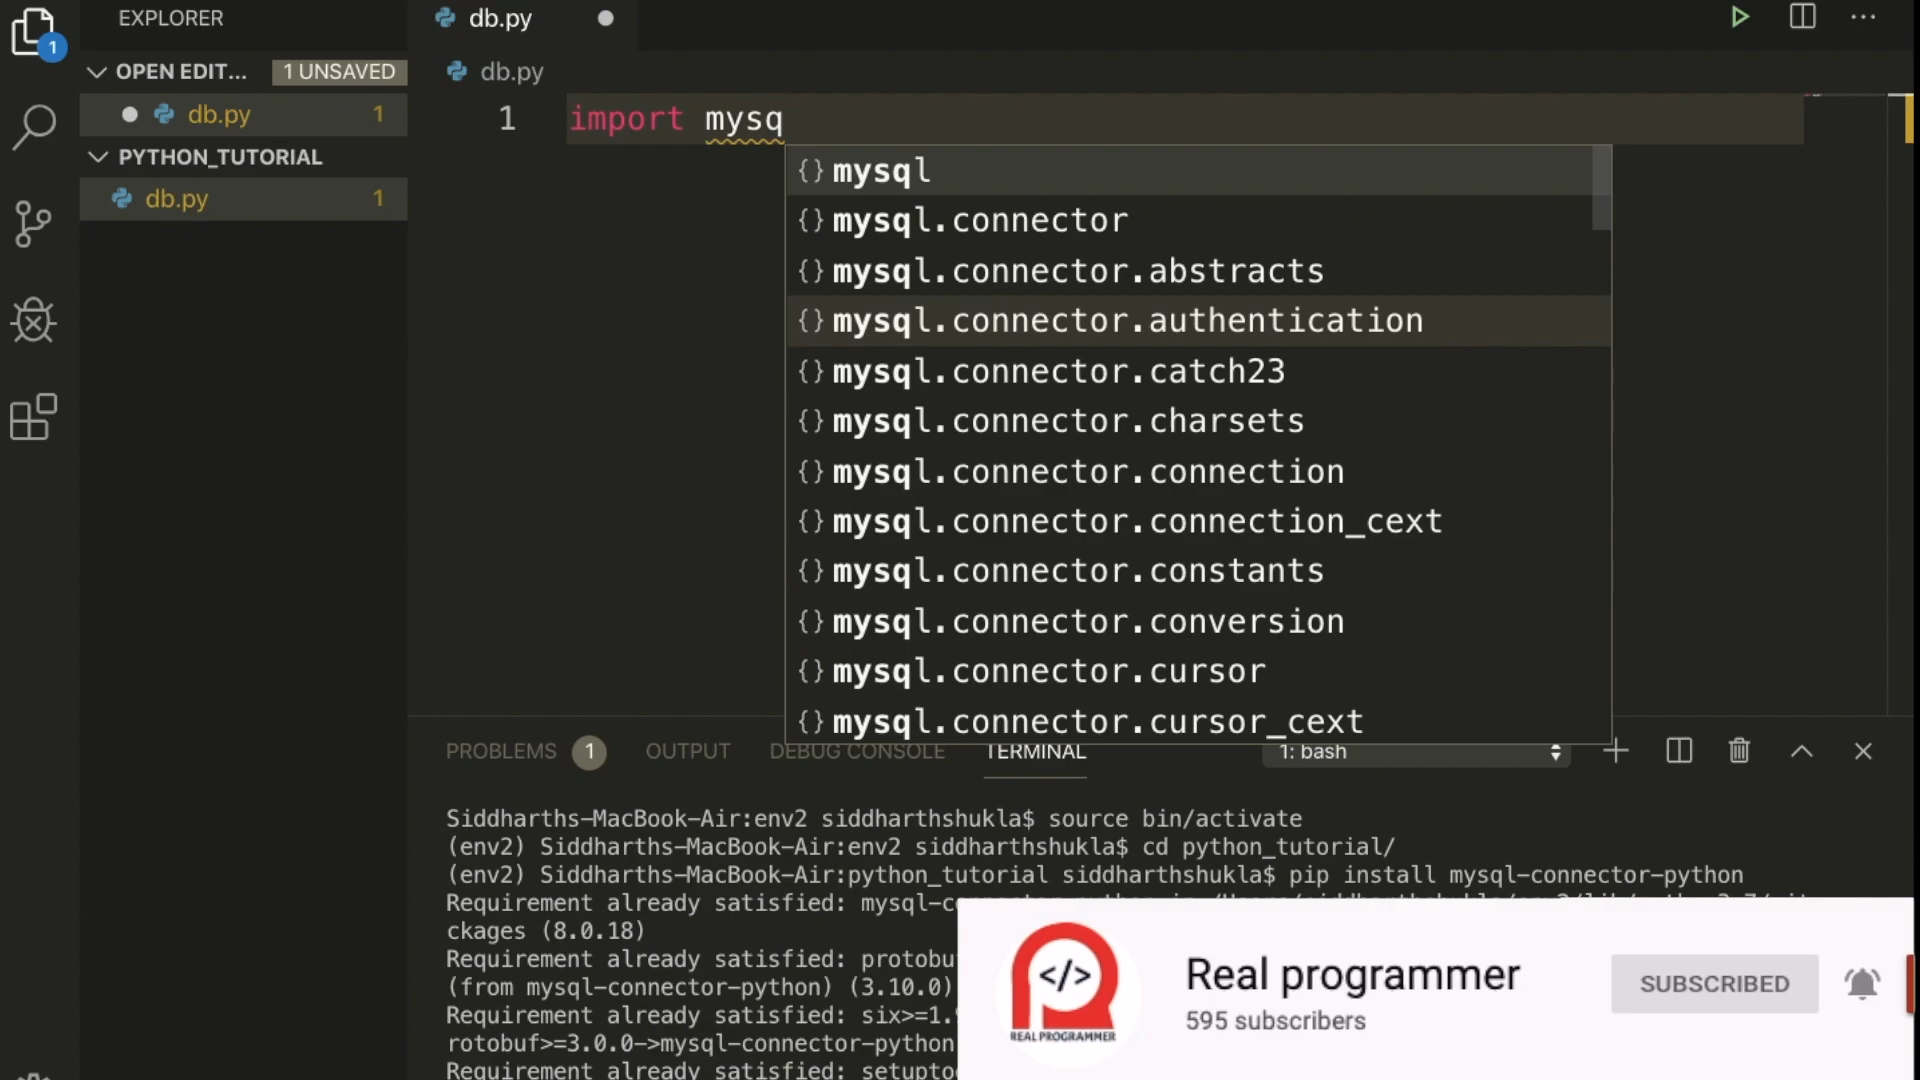 EXPLORER
db.py
1
OPEN EDIT...
1 UNSAVED
db.py
1
PYTHON_TUTORIAL
db.py
1
db.py
1
import mysq
{} mysql
{} mysql.connector
{} mysql.connector.abstracts
{} mysql.connector.authentication
{} mysql.connector.catch23
{} mysql.connector.charsets
{} mysql.connector.connection
{} mysql.connector.connection_cext
{} mysql.connector.constants
{} mysql.connector.conversion
{} mysql.connector.cursor
{} mysql.connector.cursor_cext
PROBLEMS 1 OUTPUT DEBUG CONSOLE TERMINAL 1: bash
Siddharths-MacBook-Air:env2 siddharthshukla$ source bin/activate
(env2) Siddharths-MacBook-Air:env2 siddharthshukla$ cd python_tutorial/
(env2) Siddharths-MacBook-Air:python_tutorial siddharthshukla$ pip install mysql-connector-python
Requirement already satisfied:
ckages (8.0.18)
Requirement already satisfied: protobu
(from mysql-connector-python) (3.10.0)
Requirement already satisfied: six>=1.
rotobuf>=3.0.0->mysql-connector-python
Requirement already satisfied: setupto
</> REAL PROGRAMMER
Real programmer
595 subscribers
SUBSCRIBED